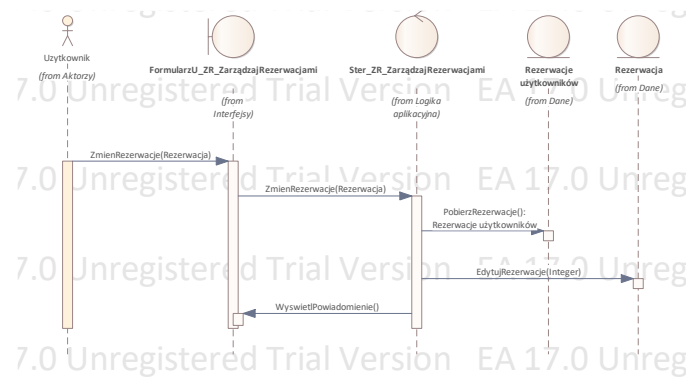 Uzytkownik
(from Aktorzy)
FormularzU_ZR_ZarządzajRezerwacjami
(from
Interfejsy)
Ster_ZR_ZarządzajRezerwacjami
(from Logika
aplikacyjna)
Rezerwacje
użytkowników
(from Dane)
Rezerwacja
(from Dane)
7.0 Unregistered Trial Version EA 17.0 Unreg
ZmienRezerwacje(Rezerwacja)
7.0 Unregistered Trial Version EA 17.0 Unreg
ZmienRezerwacje(Rezerwacja)
PobierzRezerwacje():
Rezerwacje użytkowników
7.0 Unregistered Trial Version EA 17.0 Unreg
EdytujRezerwacje(Integer)
WyswietlPowiadomienie()
7.0 Unregistered Trial Version EA 17.0 Unreg